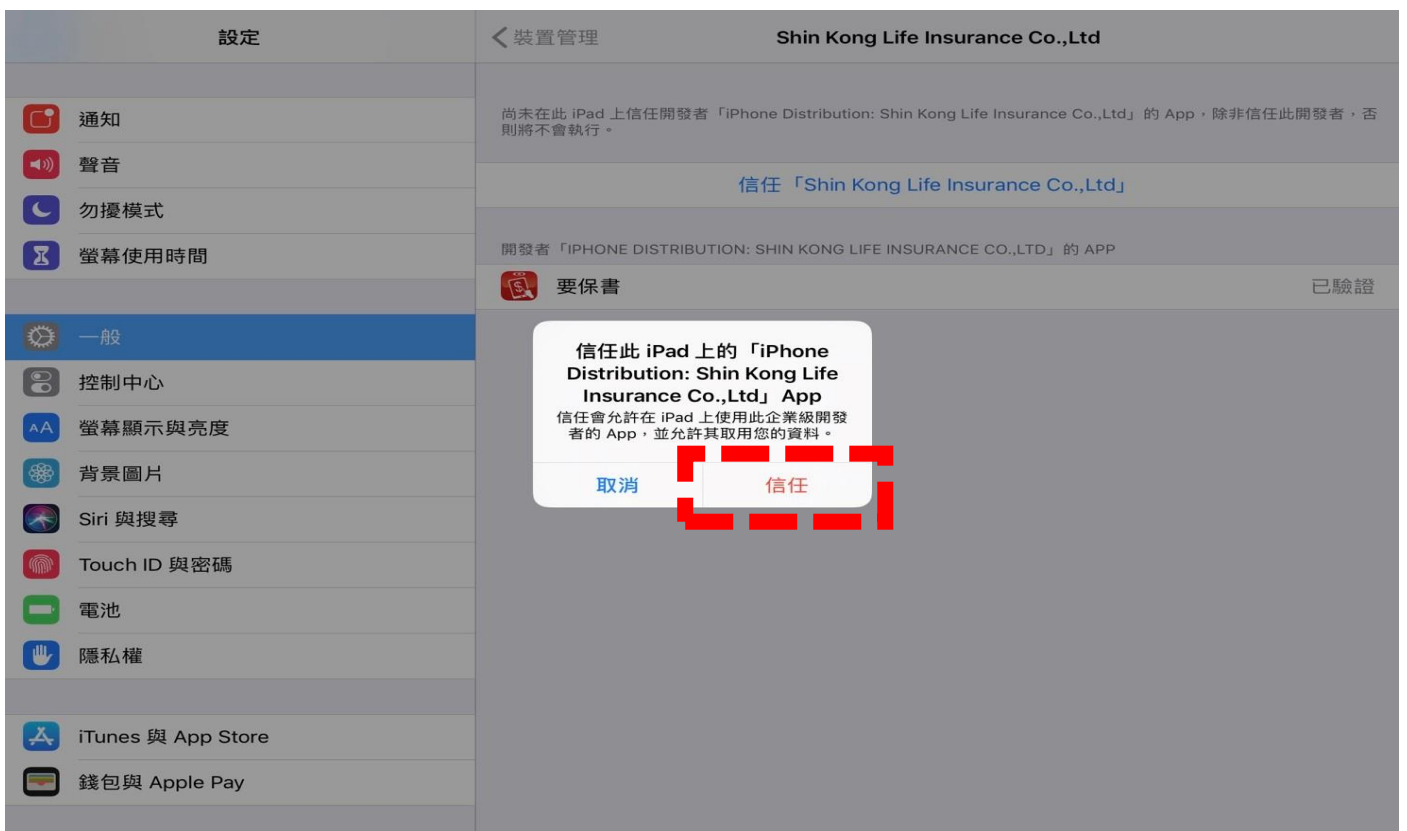 設定
通知
聲音
勿擾模式
螢幕使用時間
一般
控制中心
螢幕顯示與亮度
背景圖片
Siri 與搜尋
Touch ID 與密碼
電池
隱私權
iTunes 與 App Store
錢包與 Apple Pay
裝置管理
Shin Kong Life Insurance Co.,Ltd
尚未在此 iPad 上信任開發者「iPhone Distribution: Shin Kong Life Insurance Co.,Ltd」的 App，除非信任此開發者，否
則將不會執行。
信任「Shin Kong Life Insurance Co.,Ltd」
開發者「IPHONE DISTRIBUTION: SHIN KONG LIFE INSURANCE CO.,LTD」的 APP
要保書
已驗證
信任此 iPad 上的「iPhone
Distribution: Shin Kong Life
Insurance Co.,Ltd」App
信任會允許在 iPad 上使用此企業級開發
者的 App，並允許其取用您的資料。
取消
信任